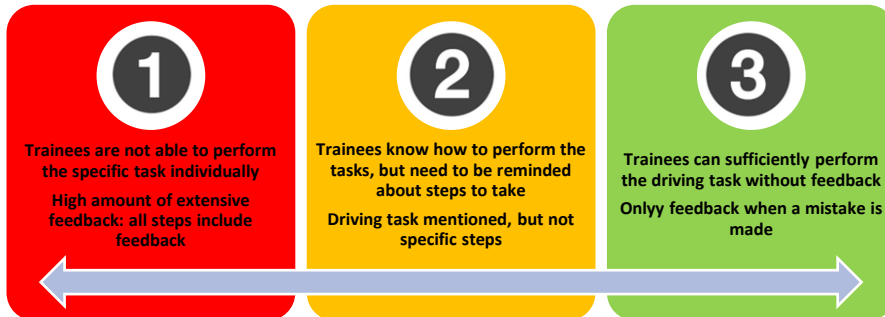 1
Trainees are not able to perform
the specific task individually
High amount of extensive
feedback: all steps include
feedback
2
Trainees know how to perform the
tasks, but need to be reminded
about steps to take
Driving task mentioned, but not
specific steps
3
Trainees can sufficiently perform
the driving task without feedback
Onlyy feedback when a mistake is
made